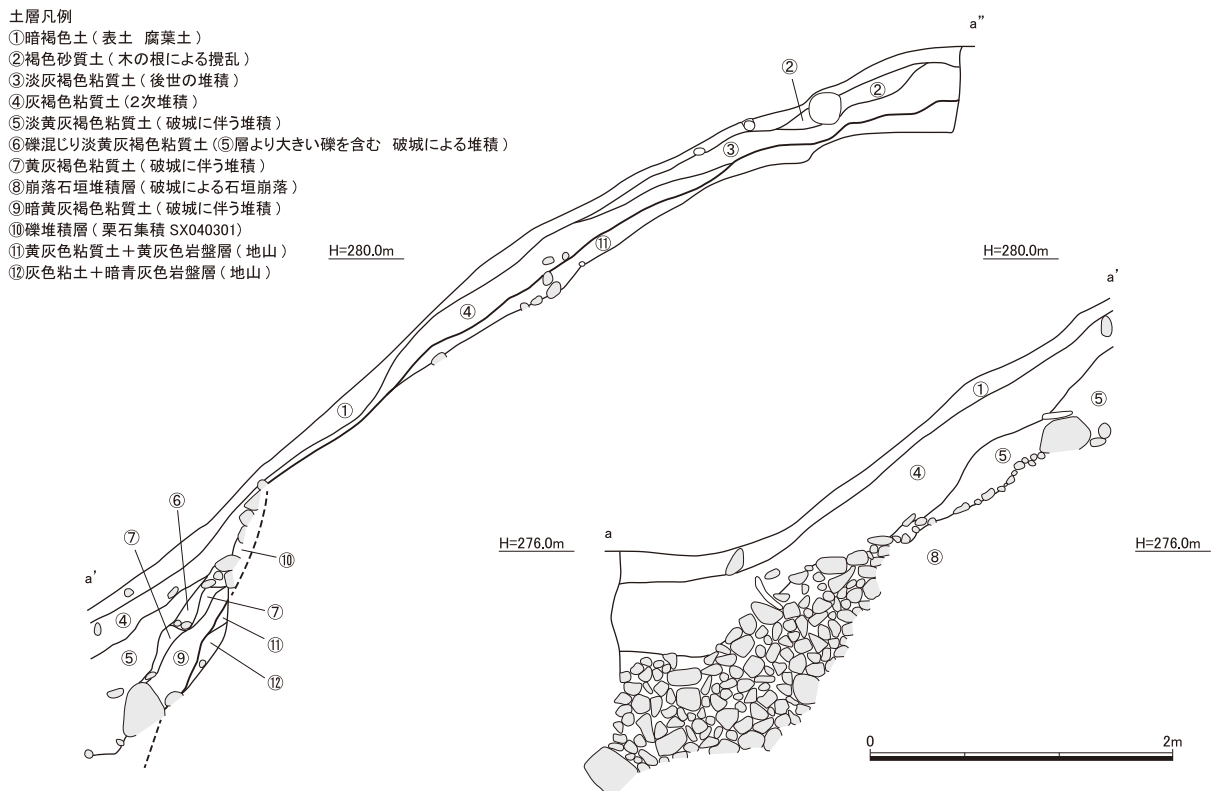 土層凡例
①暗褐色土（表土　腐葉土）
②褐色砂質土（木の根による攪乱）
③淡灰褐色粘質土（後世の堆積）
④灰褐色粘質土（2次堆積）
⑤淡黄灰褐色粘質土（破城に伴う堆積）
⑥礫混じり淡黄灰褐色粘質土（⑤層より大きい礫を含む　破城による堆積）
⑦黄灰褐色粘質土（破城に伴う堆積）
⑧崩落石垣堆積層（破城による石垣崩落）
⑨暗黄灰褐色粘質土（破城に伴う堆積）
⑩礫堆積層（栗石集積 SX040301）
⑪黄灰色粘質土＋黄灰色岩盤層（地山）
⑫灰色粘土＋暗青灰色岩盤層（地山）
a”
②
②
③
H=280.0m
⑪
④
①
⑥
⑦
⑩
a’
④
⑦
⑪
⑤
⑨
⑫
H=280.0m
a’
①
⑤
④
⑤
H=276.0m
a
⑧
H=276.0m
0
2m